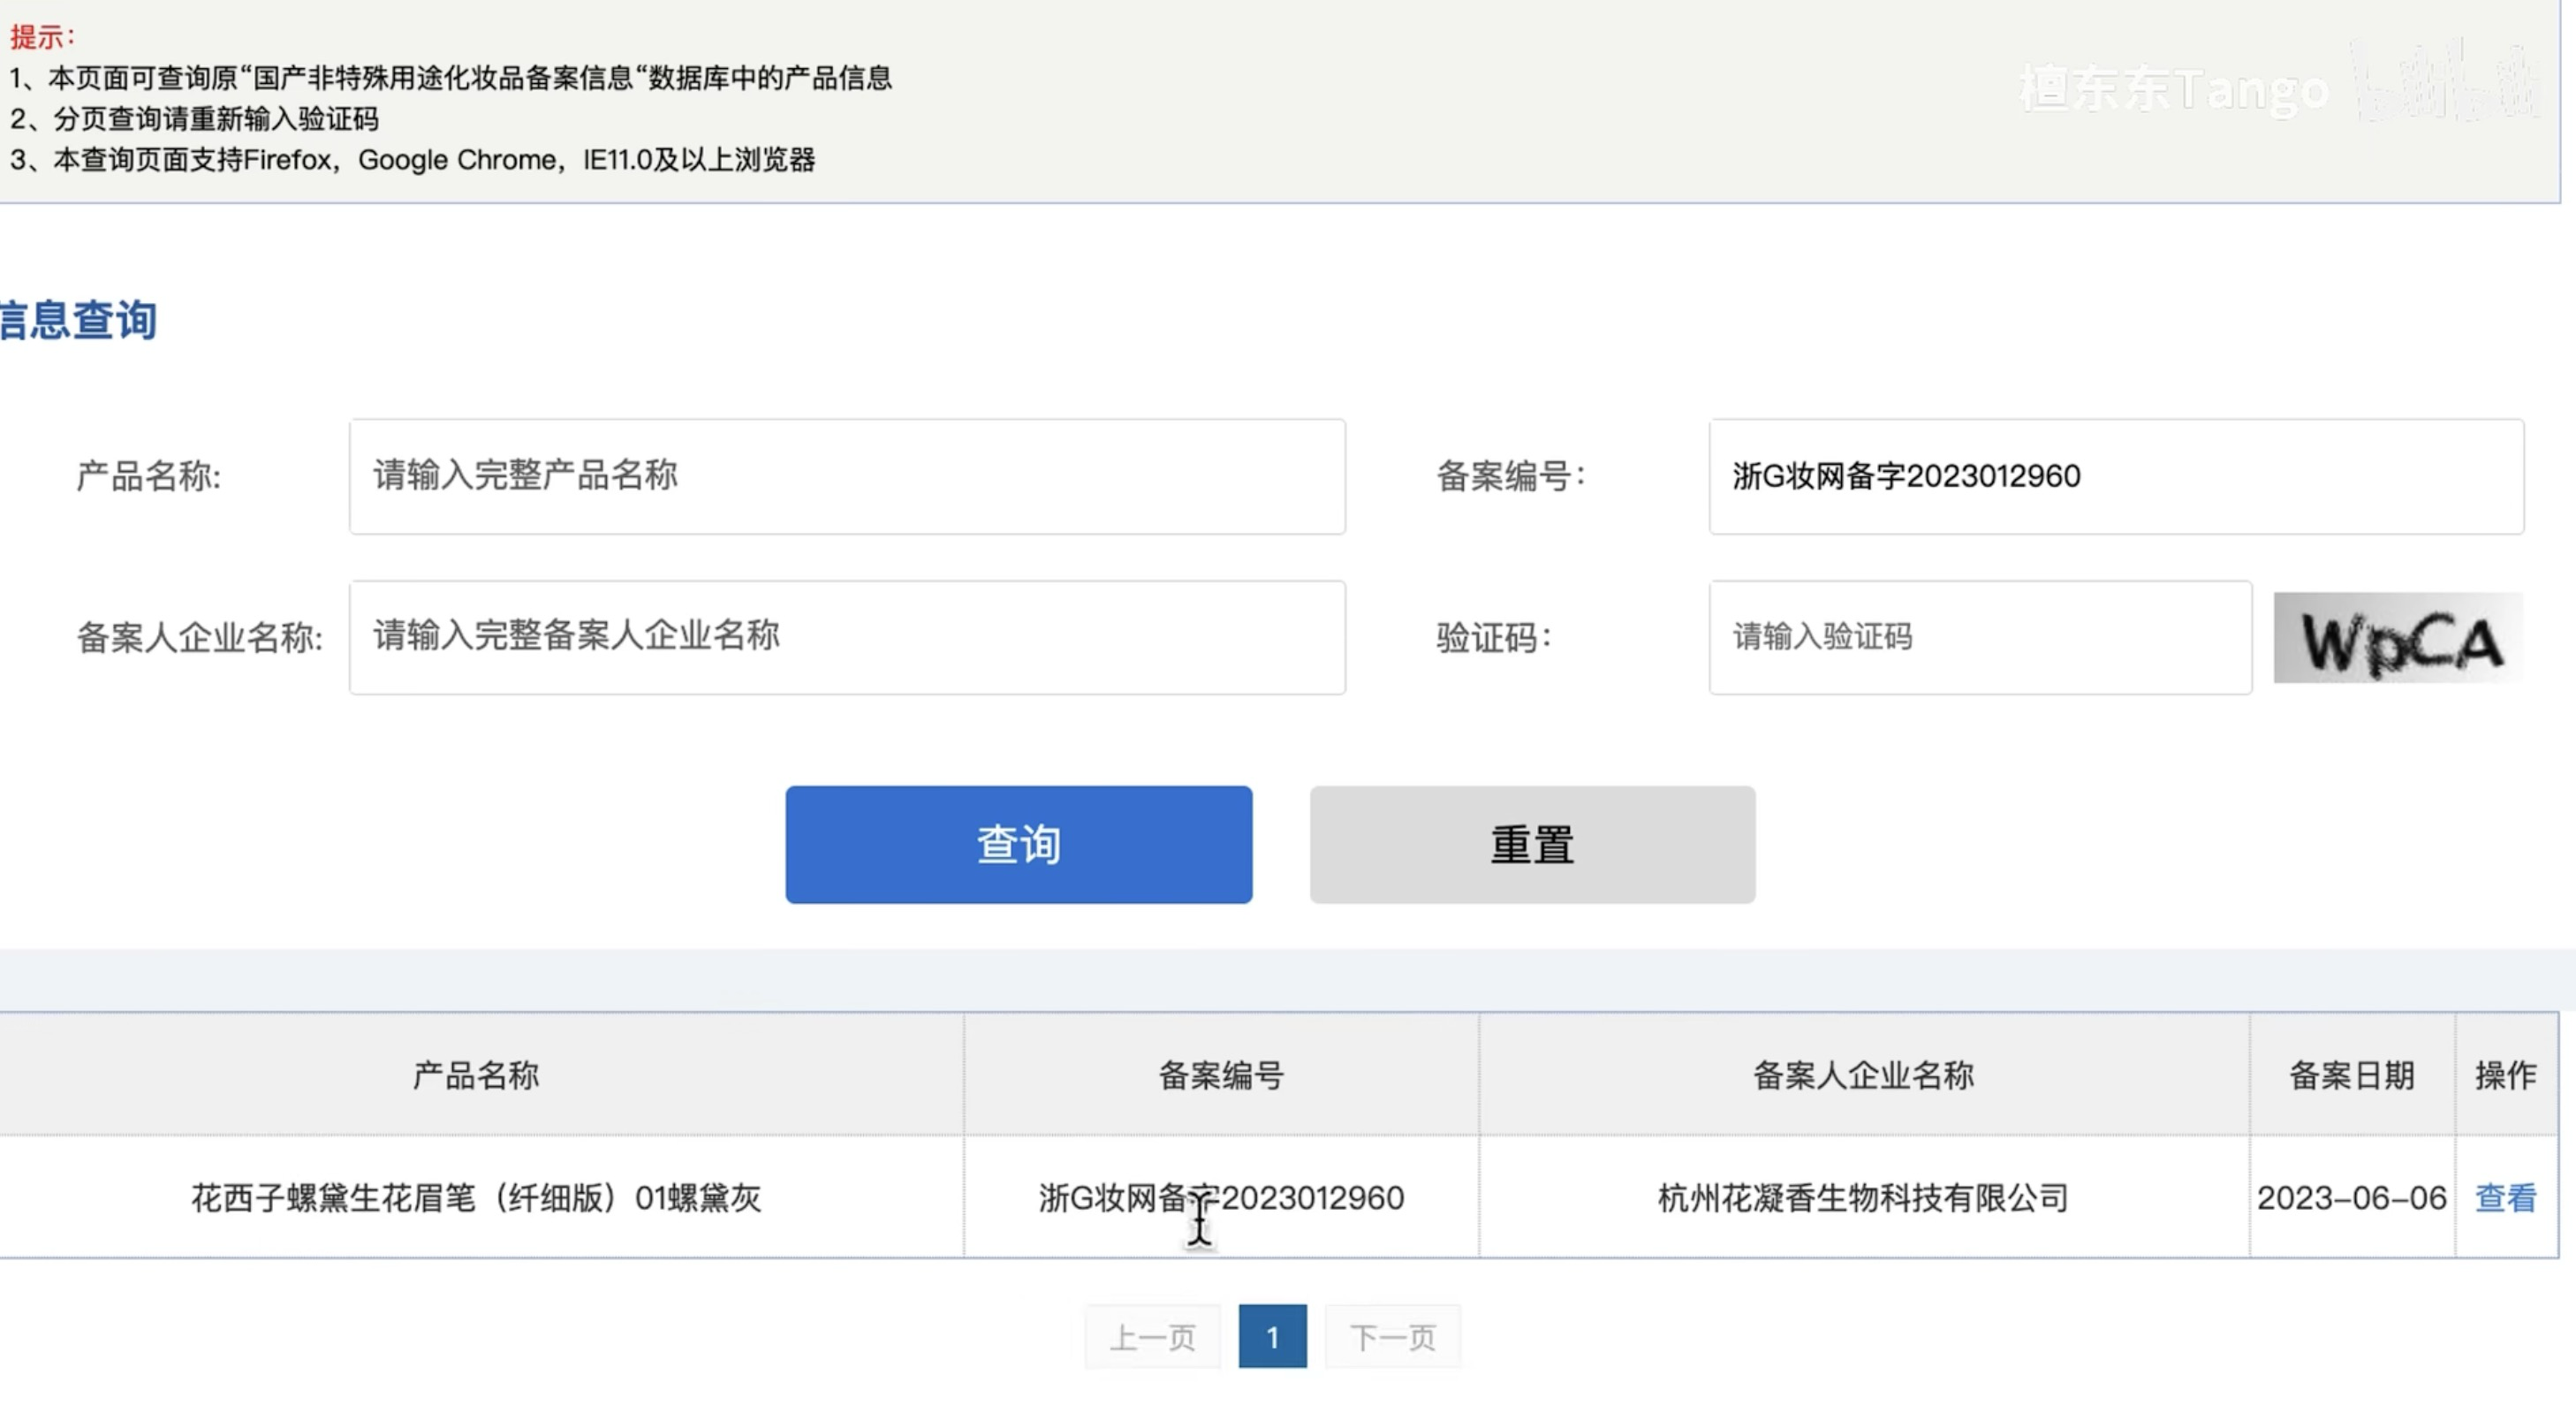 提示：
1、本页面可查询原“国产非特殊用途化妆品备案信息“数据库中的产品信息
2、分页查询请重新输入验证码
3、本查询页面支持Firefox，Google Chrome，IE11.0及以上浏览器
檀东东Tango bilibili
信息查询
产品名称: 请输入完整产品名称 备案编号： 浙G妆网备字2023012960
备案人企业名称: 请输入完整备案人企业名称 验证码： 请输入验证码 WpCA
查询 重置
产品名称 备案编号 备案人企业名称 备案日期 操作
花西子螺黛生花眉笔（纤细版）01螺黛灰 浙G妆网备字2023012960 杭州花凝香生物科技有限公司 2023-06-06 查看
上一页 1 下一页